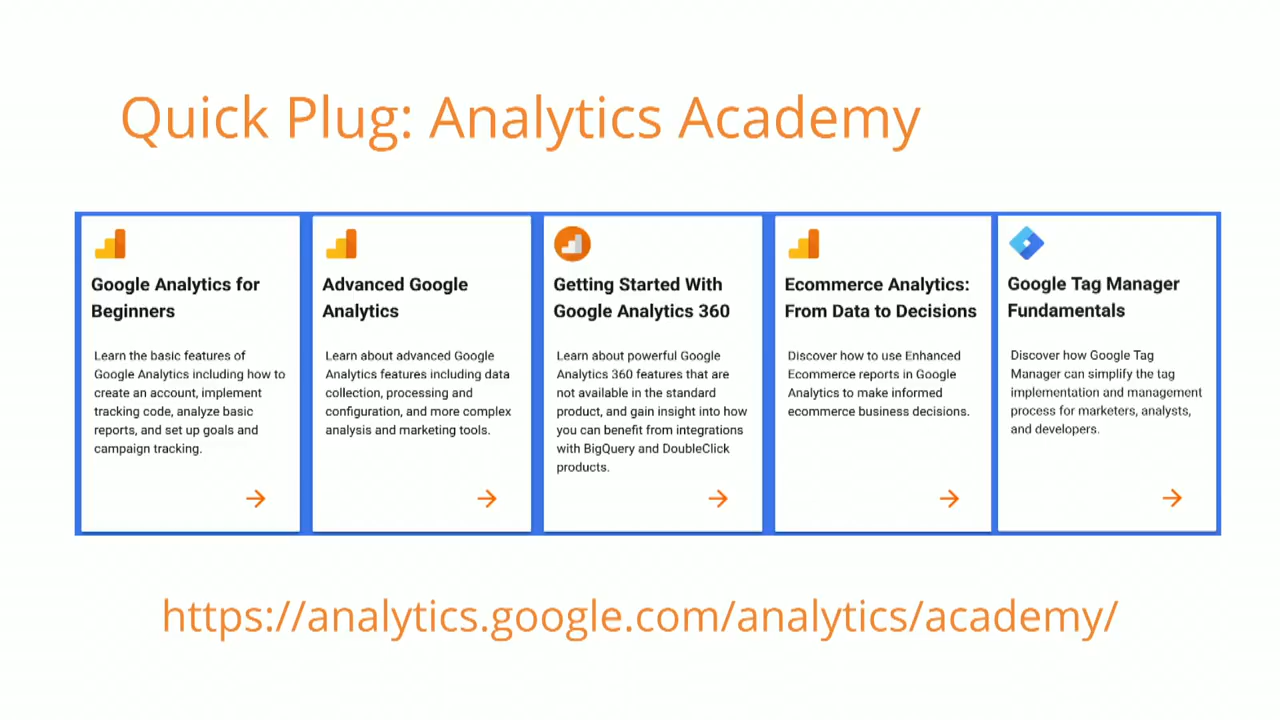 Quick Plug: Analytics Academy
Google Analytics for
Beginners
Learn the basic features of
Google Analytics including how to
create an account, implement
tracking code, analyze basic
reports, and set up goals and
campaign tracking.
Advanced Google
Analytics
Learn about advanced Google
Analytics features including data
collection, processing and
configuration, and more complex
analysis and marketing tools.
Getting Started With
Google Analytics 360
Learn about powerful Google
Analytics 360 features that are
not available in the standard
product, and gain insight into how
you can benefit from integrations
with BigQuery and DoubleClick
products.
Ecommerce Analytics:
From Data to Decisions
Discover how to use Enhanced
Ecommerce reports in Google
Analytics to make informed
ecommerce business decisions.
Google Tag Manager
Fundamentals
Discover how Google Tag
Manager can simplify the tag
implementation and management
process for marketers, analysts,
and developers.
https://analytics.google.com/analytics/academy/